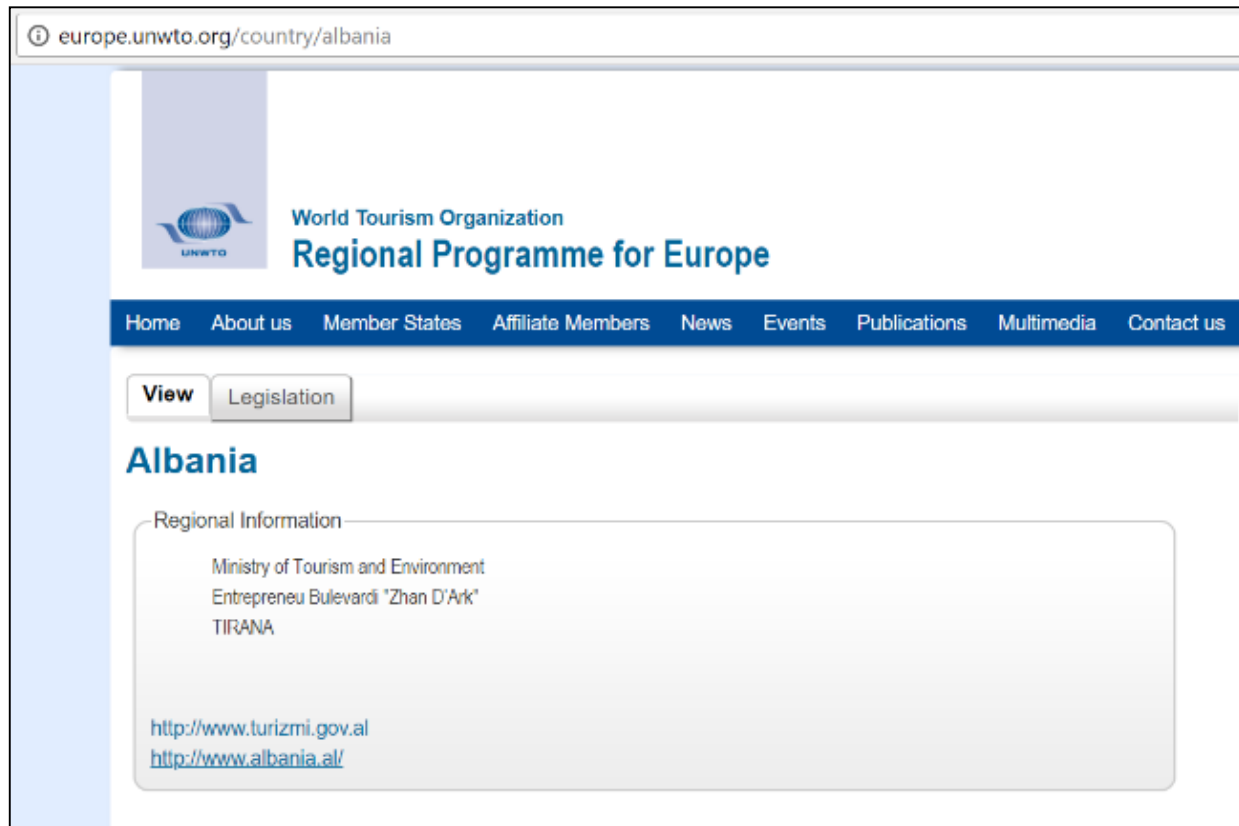 europe.unwto.org/country/albania
UNWTO
World Tourism Organization
Regional Programme for Europe
Home About us Member States Affiliate Members News Events Publications Multimedia Contact us
View Legislation
Albania
Regional Information
Ministry of Tourism and Environment
Entrepreneu Bulevardi "Zhan D'Ark"
TIRANA
http://www.turizmi.gov.al
http://www.albania.al/